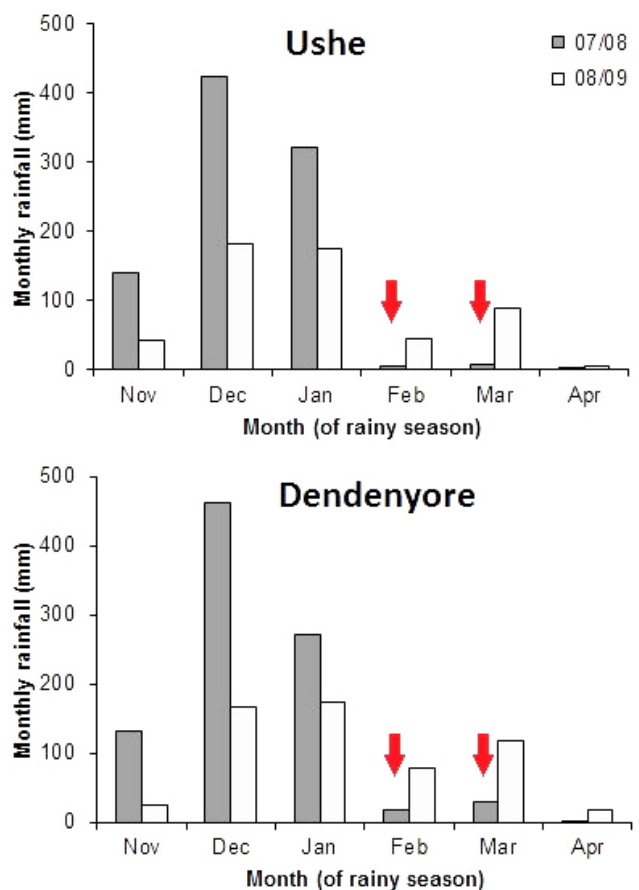 Ushe
07/08
08/09
Monthly rainfall (mm)
500
400
300
200
100
0
Nov Dec Jan Feb Mar Apr
Month (of rainy season)
Dendenyore
Monthly rainfall (mm)
500
400
300
200
100
0
Nov Dec Jan Feb Mar Apr
Month (of rainy season)